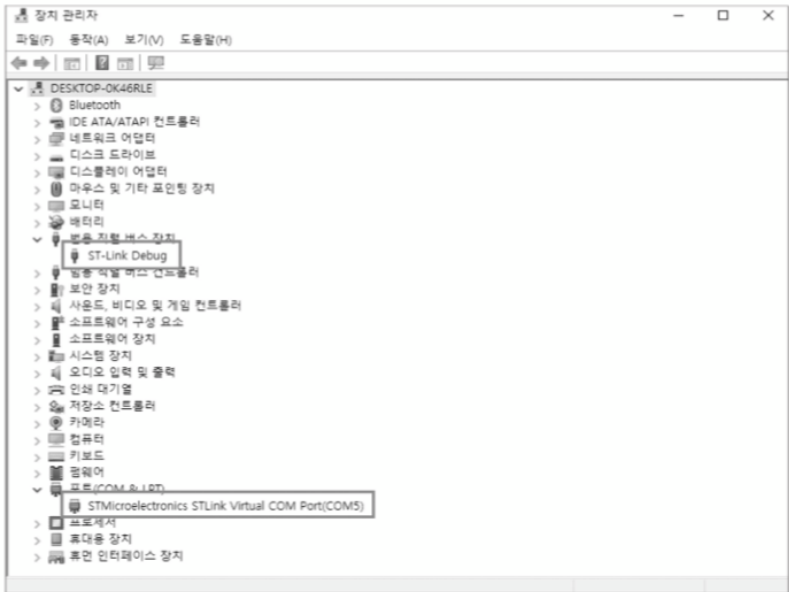 장치 관리자
파일(F) 동작(A) 보기(V) 도움말(H)
DESKTOP-0K46RLE
Bluetooth
IDE ATA/ATAPI 컨트롤러
네트워크 어댑터
디스크 드라이브
디스플레이 어댑터
마우스 및 기타 포인팅 장치
모니터
배터리
범용 직렬 버스 장치
ST-Link Debug
범용 직렬 버스 컨트롤러
보안 장치
사운드, 비디오 및 게임 컨트롤러
소프트웨어 구성 요소
소프트웨어 장치
시스템 장치
오디오 입력 및 출력
인쇄 대기열
저장소 컨트롤러
카메라
컴퓨터
키보드
펌웨어
포트(COM & LPT)
STMicroelectronics STLink Virtual COM Port(COM5)
프로세서
휴대용 장치
휴먼 인터페이스 장치